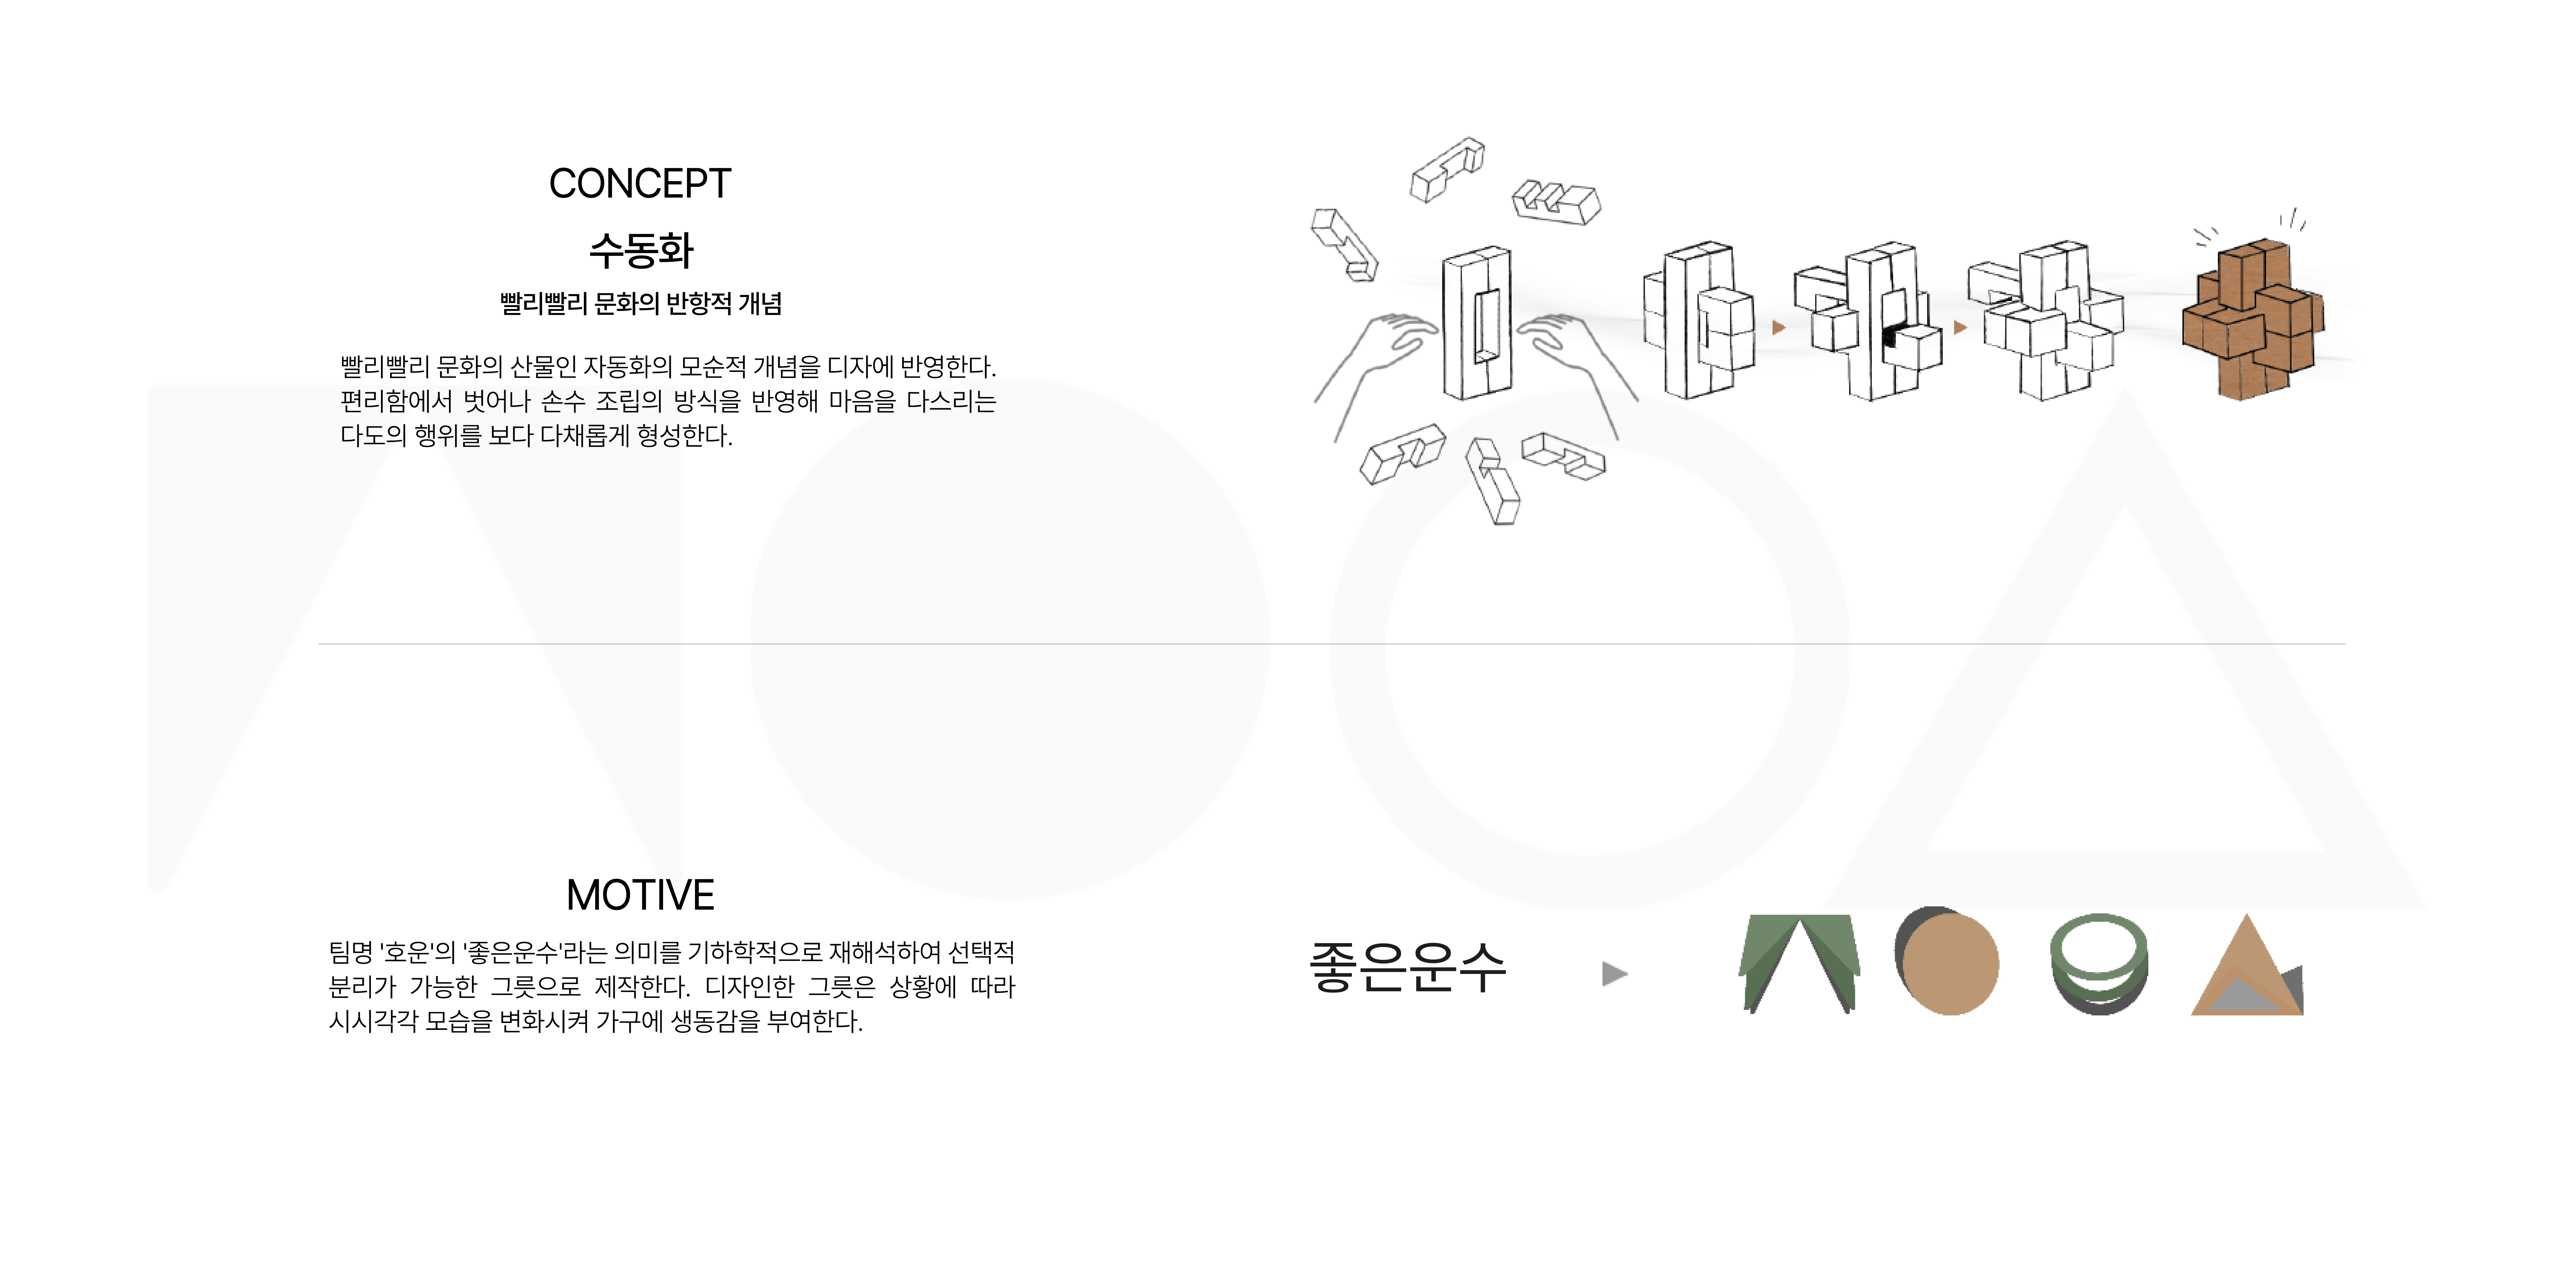 CONCEPT
수동화
빨리빨리 문화의 반항적 개념
빨리빨리 문화의 산물인 자동화의 모순적 개념을 디자에 반영한다.
편리함에서 벗어나 손수 조립의 방식을 반영해 마음을 다스리는
다도의 행위를 보다 다채롭게 형성한다.
MOTIVE
팀명 '호운'의 '좋은운수'라는 의미를 기하학적으로 재해석하여 선택적
분리가 가능한 그릇으로 제작한다. 디자인한 그릇은 상황에 따라
시시각각 모습을 변화시켜 가구에 생동감을 부여한다.
좋은운수